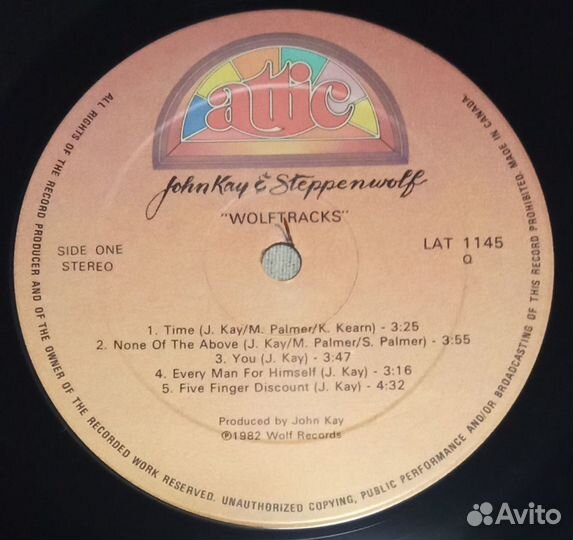 attic
John Kay & Steppenwolf
"WOLFTRACKS"
SIDE ONE
STEREO
LAT 1145
Q
1. Time (J. Kay/M. Palmer/K. Kearn) - 3:25
2. None Of The Above (J. Kay/M. Palmer/S. Palmer) - 3:55
3. You (J. Kay) - 3:47
4. Every Man For Himself (J. Kay) - 3:16
5. Five Finger Discount (J. Kay) - 4:32
Produced by John Kay
℗1982 Wolf Records
ALL RIGHTS OF THE RECORD PRODUCER AND OF THE OWNER OF THE RECORDED WORK RESERVED. UNAUTHORIZED COPYING, PUBLIC PERFORMANCE AND/OR BROADCASTING OF THIS RECORD PROHIBITED. MADE IN CANADA.
Avito